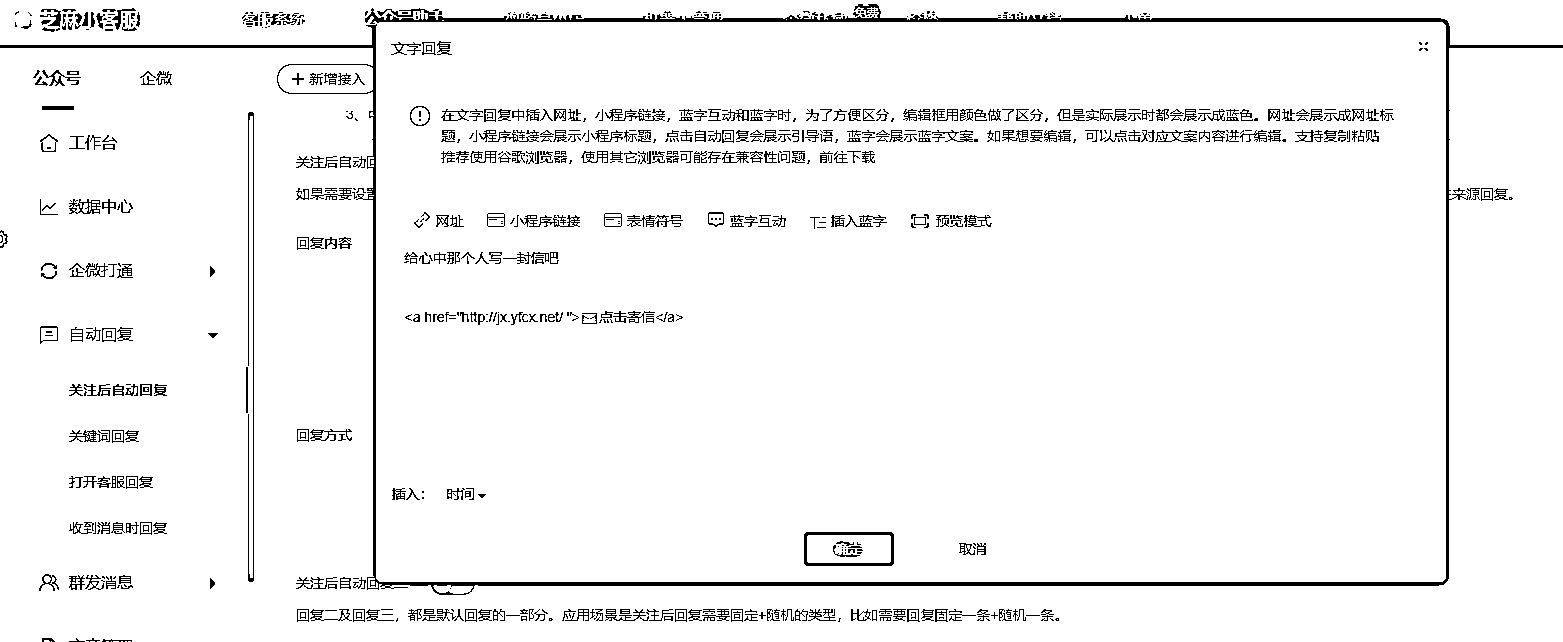 芝麻小客服
客服系统
公众号助手
免费
公众号
企微
+ 新增接入
工作台
数据中心
企微打通
自动回复
关注后自动回复
关键词回复
打开客服回复
收到消息时回复
群发消息
3、
关注后自动回
如果需要设置
来源回复。
回复内容
回复方式
文字回复
在文字回复中插入网址，小程序链接，蓝字互动和蓝字时，为了方便区分，编辑框用颜色做了区分，但是实际展示时都会展示成蓝色。网址会展示成网址标
题，小程序链接会展示小程序标题，点击自动回复会展示引导语，蓝字会展示蓝字文案。如果想要编辑，可以点击对应文案内容进行编辑。支持复制粘贴
推荐使用谷歌浏览器，使用其它浏览器可能存在兼容性问题，前往下载
网址 小程序链接 表情符号 蓝字互动 插入蓝字 预览模式
给心中那个人写一封信吧
<a href="http://jx.yfcx.net/ ">✉点击寄信</a>
插入： 时间
确定 取消
关注后自动回复
回复二及回复三，都是默认回复的一部分。应用场景是关注后回复需要固定+随机的类型，比如需要回复固定一条+随机一条。